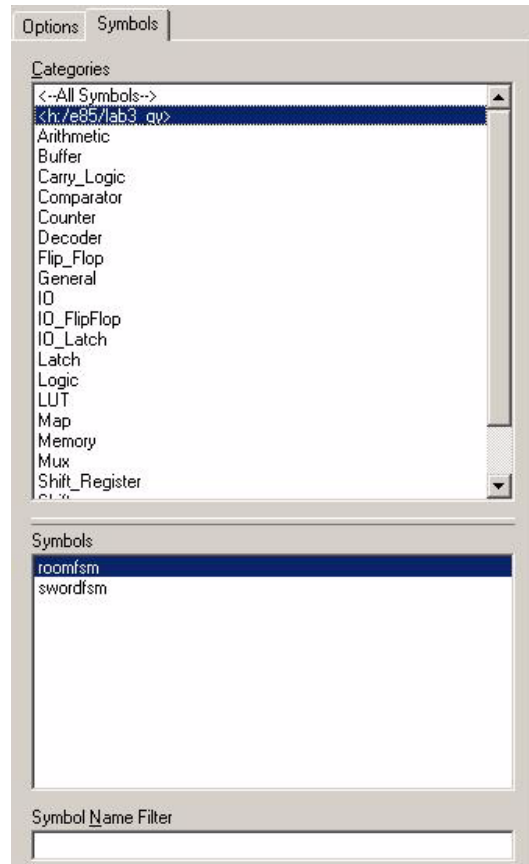 Options Symbols
Categories
<--All Symbols-->
<h:/e85/lab3_gv>
Arithmetic
Buffer
Carry_Logic
Comparator
Counter
Decoder
Flip_Flop
General
IO
IO_FlipFlop
IO_Latch
Latch
Logic
LUT
Map
Memory
Mux
Shift_Register
Symbols
roomfsm
swordfsm
Symbol Name Filter